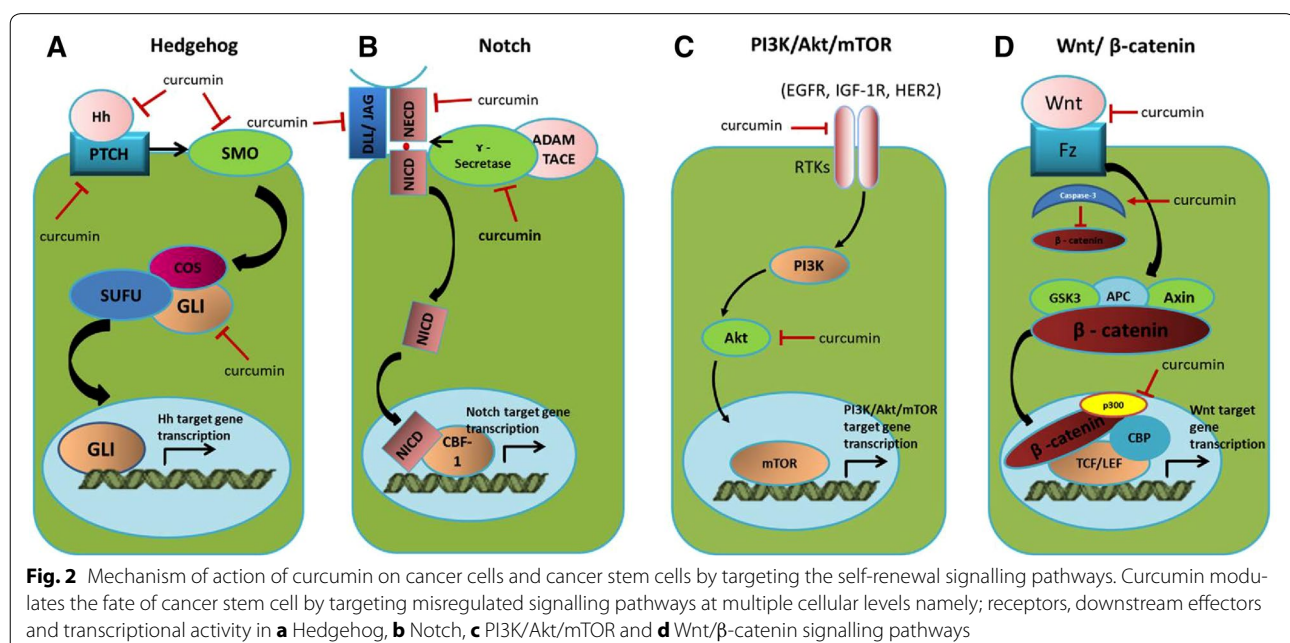 A
Hedgehog
curcumin
Hh
PTCH
SMO
curcumin
COS
SUFU
GLI
curcumin
Hh target gene
transcription
GLI
B
Notch
curcumin
curcumin
DLL/ JAG
NECD
NICD
ϒ -
Secretase
ADAM
TACE
curcumin
NICD
Notch target gene
transcription
NICD
CBF-
1
C
PI3K/Akt/mTOR
(EGFR, IGF-1R, HER2)
curcumin
RTKs
PI3K
Akt
curcumin
PI3K/Akt/mTOR
target gene
transcription
mTOR
D
Wnt/ β-catenin
Wnt
curcumin
Fz
Caspase-3
curcumin
β - catenin
GSK3
APC
Axin
β - catenin
curcumin
p300
Wnt target
gene
transcription
β -catenin
CBP
TCF/LEF
Fig. 2 Mechanism of action of curcumin on cancer cells and cancer stem cells by targeting the self-renewal signalling pathways. Curcumin modu-
lates the fate of cancer stem cell by targeting misregulated signalling pathways at multiple cellular levels namely; receptors, downstream effectors
and transcriptional activity in a Hedgehog, b Notch, c PI3K/Akt/mTOR and d Wnt/β-catenin signalling pathways